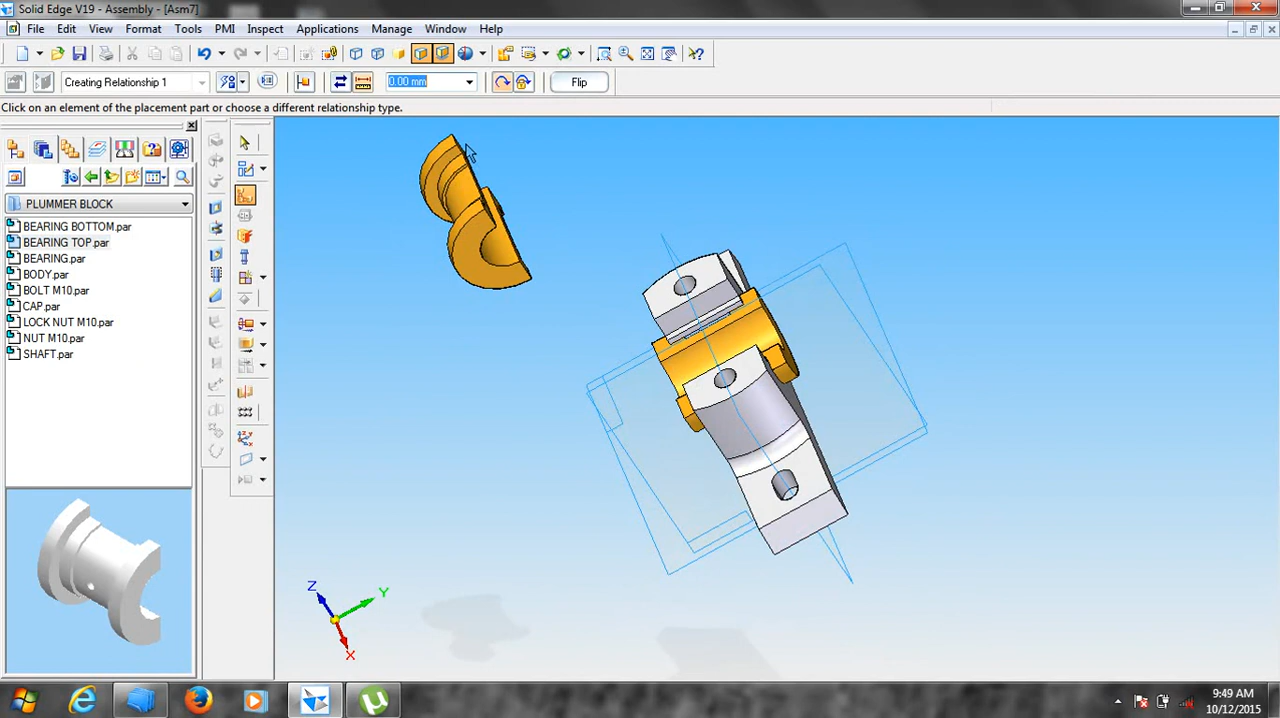 Solid Edge V19 - Assembly - [Asm7]
File Edit View Format Tools PMI Inspect Applications Manage Window Help
Creating Relationship 1
0.00 mm
Flip
Click on an element of the placement part or choose a different relationship type.
PLUMMER BLOCK
BEARING BOTTOM.par
BEARING TOP.par
BEARING.par
BODY.par
BOLT M10.par
CAP.par
LOCK NUT M10.par
NUT M10.par
SHAFT.par
Z
Y
X
9:49 AM
10/12/2015